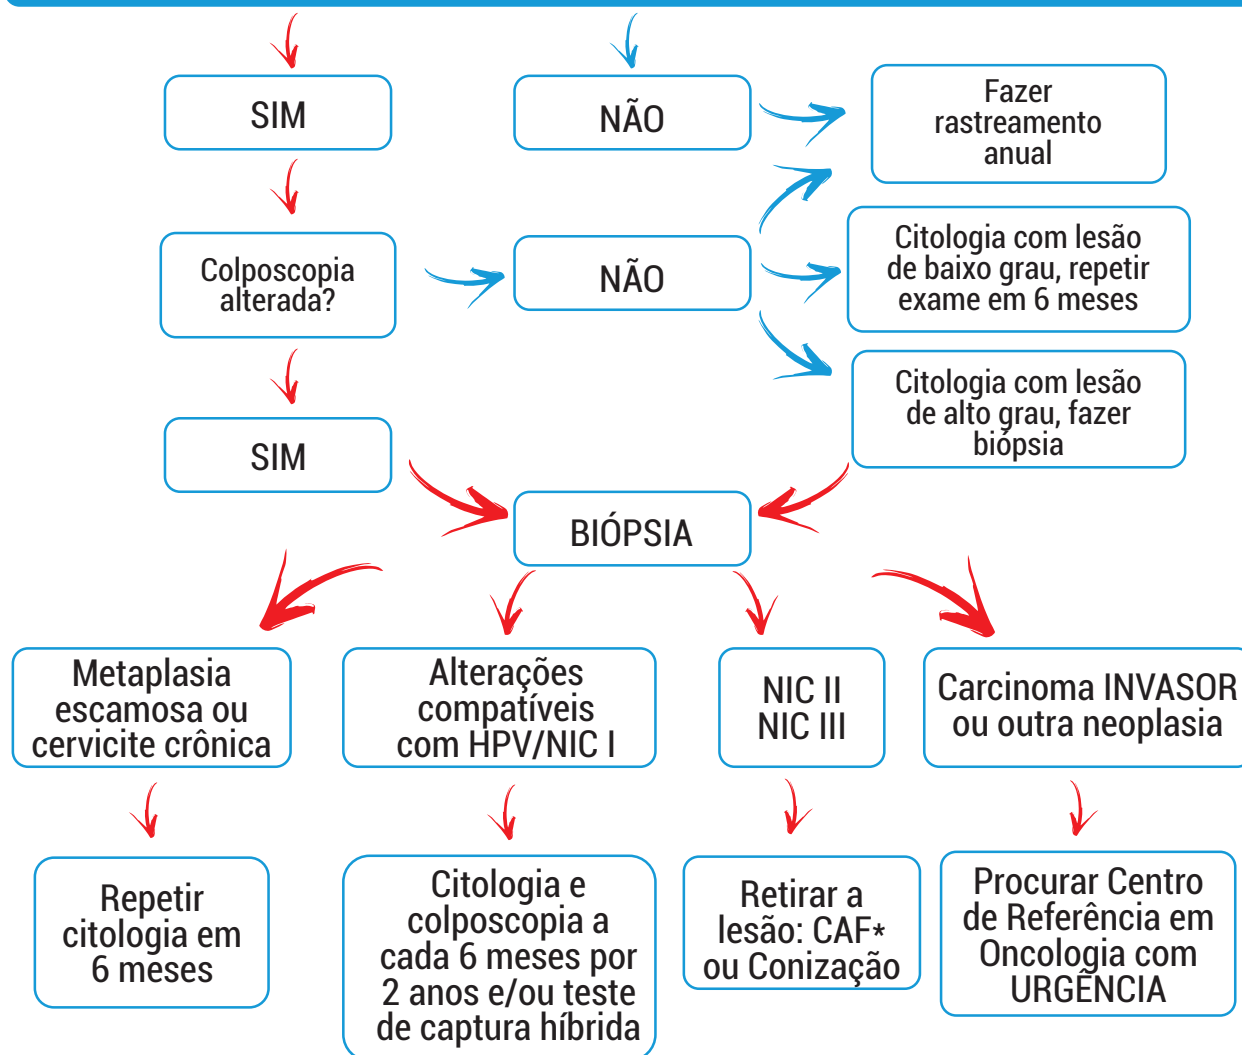 SIM
NÃO
Fazer
rastreamento
anual
Colposcopia
alterada?
NÃO
Citologia com lesão
de baixo grau, repetir
exame em 6 meses
SIM
Citologia com lesão
de alto grau, fazer
biópsia
BIÓPSIA
Metaplasia
escamosa ou
cervicite crônica
Alterações
compatíveis
com HPV/NIC I
NIC II
NIC III
Carcinoma INVASOR
ou outra neoplasia
Repetir
citologia em
6 meses
Citologia e
colposcopia a
cada 6 meses por
2 anos e/ou teste
de captura híbrida
Retirar a
lesão: CAF*
ou Conização
Procurar Centro
de Referência em
Oncologia com
URGÊNCIA